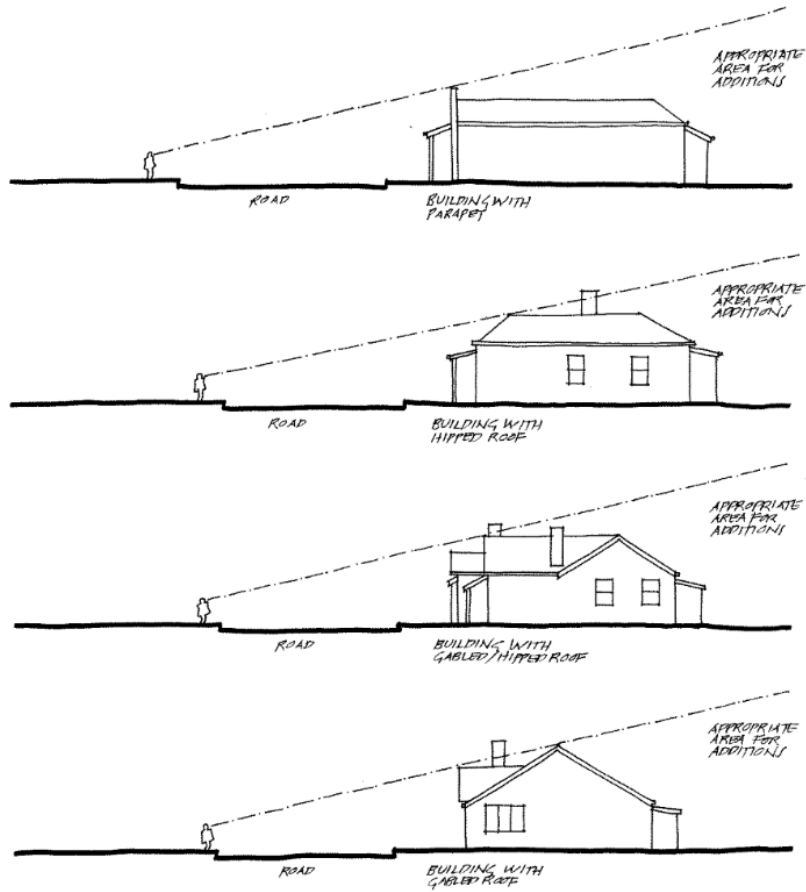 APPROPRIATE
AREA FOR
ADDITIONS
ROAD
BUILDING WITH
PARAPET
APPROPRIATE
AREA FOR
ADDITIONS
ROAD
BUILDING WITH
HIPPED ROOF
APPROPRIATE
AREA FOR
ADDITIONS
ROAD
BUILDING WITH
GABLED/HIPPED ROOF
APPROPRIATE
AREA FOR
ADDITIONS
ROAD
BUILDING WITH
GABLED ROOF